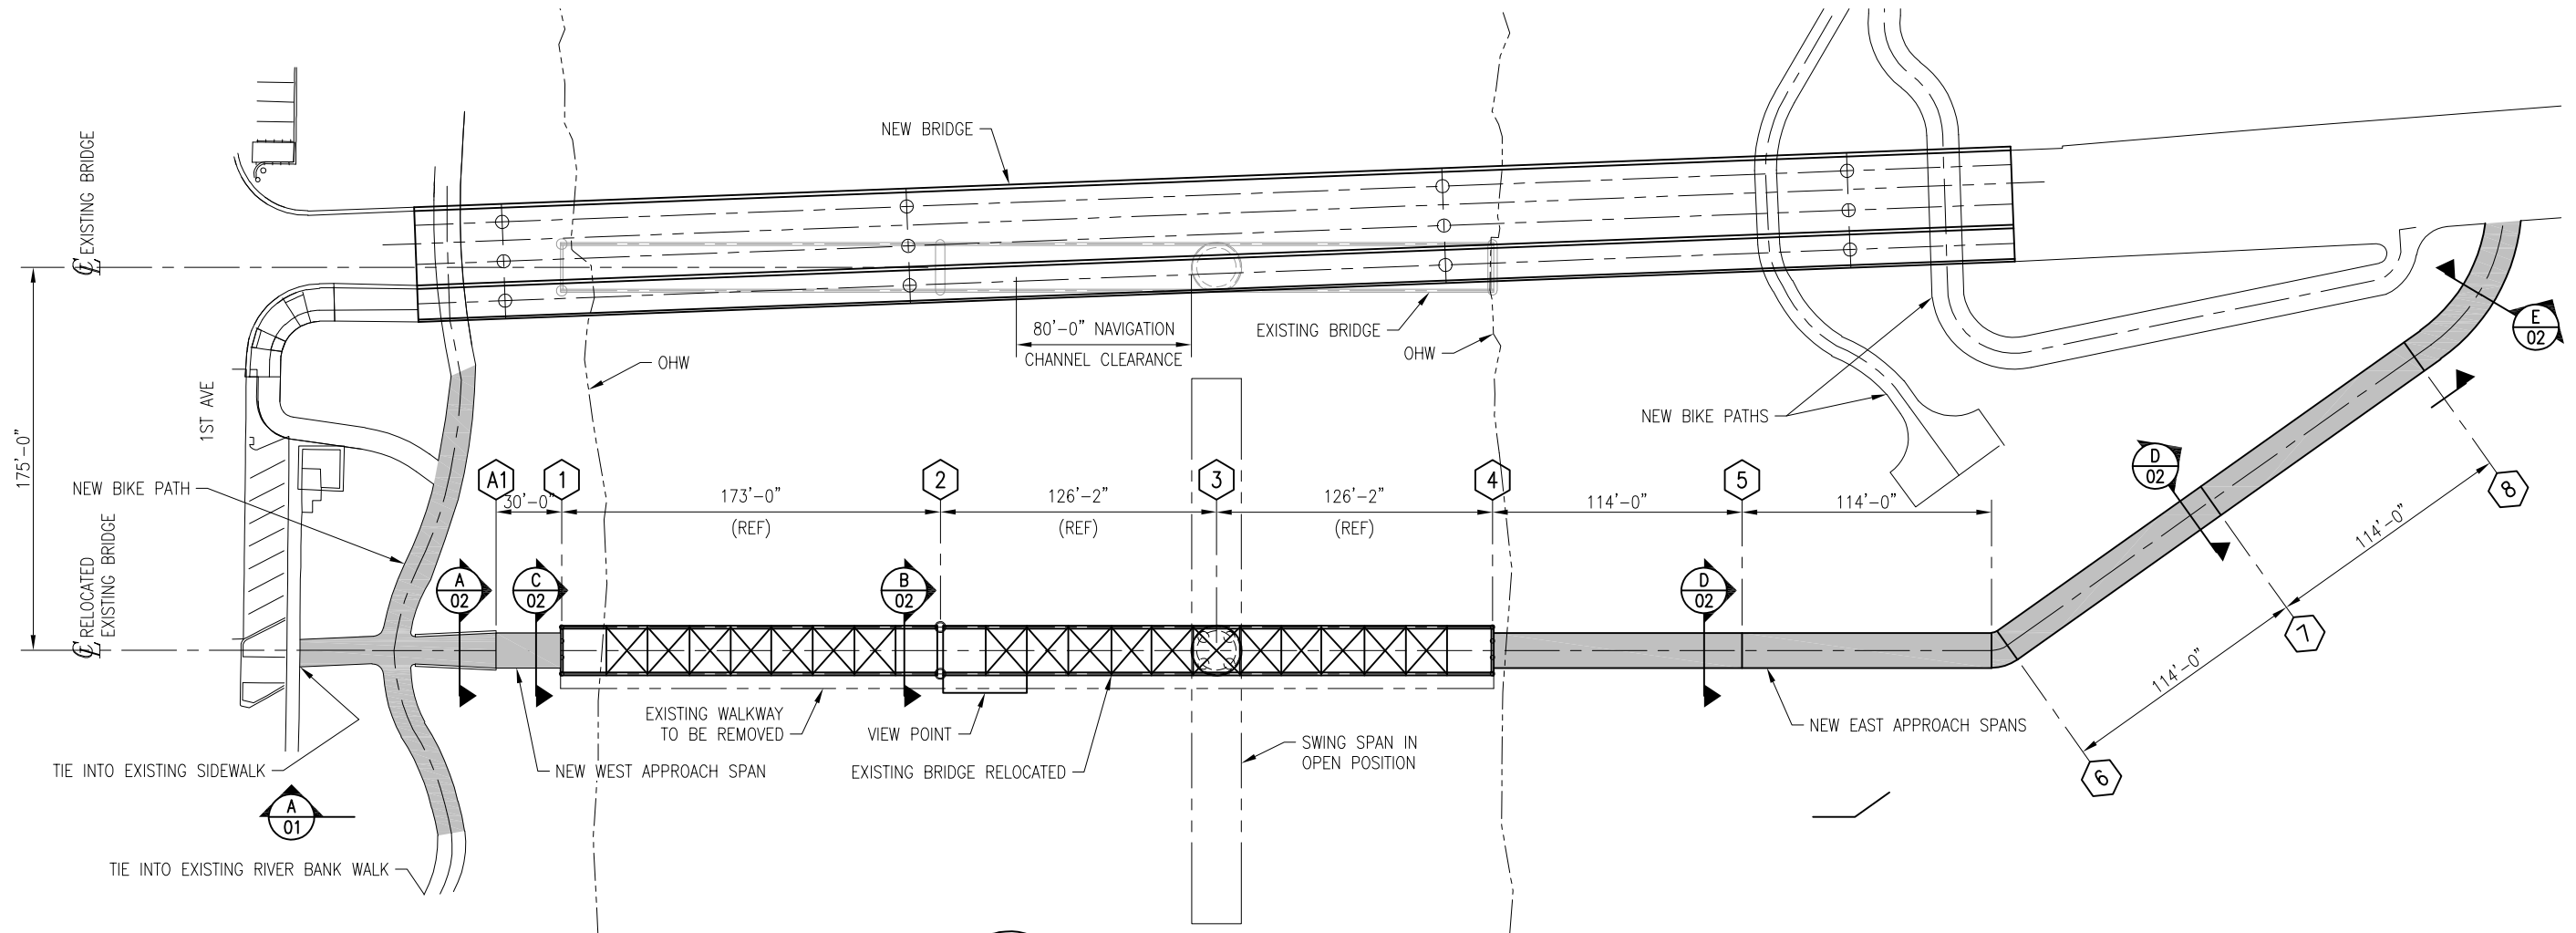 NEW BRIDGE
℄ EXISTING BRIDGE
80'-0" NAVIGATION
CHANNEL CLEARANCE
EXISTING BRIDGE
OHW
OHW
E
02
1ST AVE
175'-0"
NEW BIKE PATHS
NEW BIKE PATH
A1
1
2
3
4
5
30'-0"
173'-0"
(REF)
126'-2"
(REF)
126'-2"
(REF)
114'-0"
114'-0"
D
02
8
114'-0"
7
114'-0"
6
℄ RELOCATED
EXISTING BRIDGE
A
02
C
02
B
02
D
02
EXISTING WALKWAY
TO BE REMOVED
VIEW POINT
NEW EAST APPROACH SPANS
SWING SPAN IN
OPEN POSITION
TIE INTO EXISTING SIDEWALK
NEW WEST APPROACH SPAN
EXISTING BRIDGE RELOCATED
A
01
TIE INTO EXISTING RIVER BANK WALK